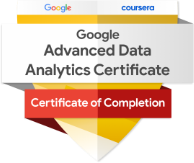 Google coursera
Google
Advanced Data
Analytics Certificate
Certificate of Completion